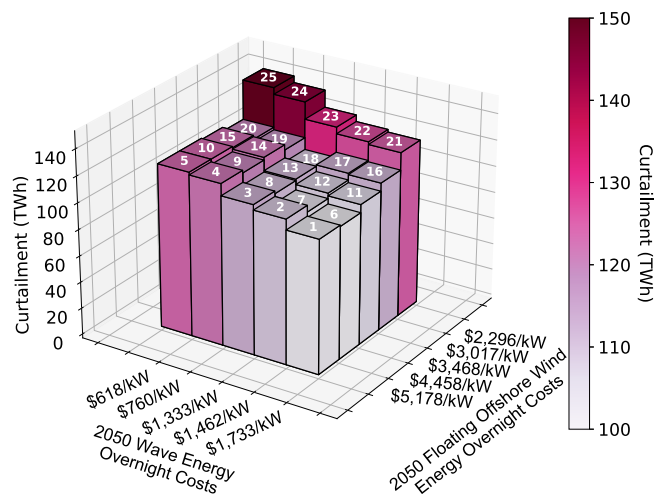 150
140
130
120
110
100
Curtailment (TWh)
25
24
23
22
21
20
19
18
17
16
15
14
13
12
11
10
9
8
7
6
5
4
3
2
1
140
120
100
80
60
40
20
0
Curtailment (TWh)
$618/kW
$760/kW
$1,333/kW
$1,462/kW
$1,733/kW
2050 Wave Energy
Overnight Costs
$2,296/kW
$3,017/kW
$3,468/kW
$4,458/kW
$5,178/kW
2050 Floating Offshore Wind
Energy Overnight Costs